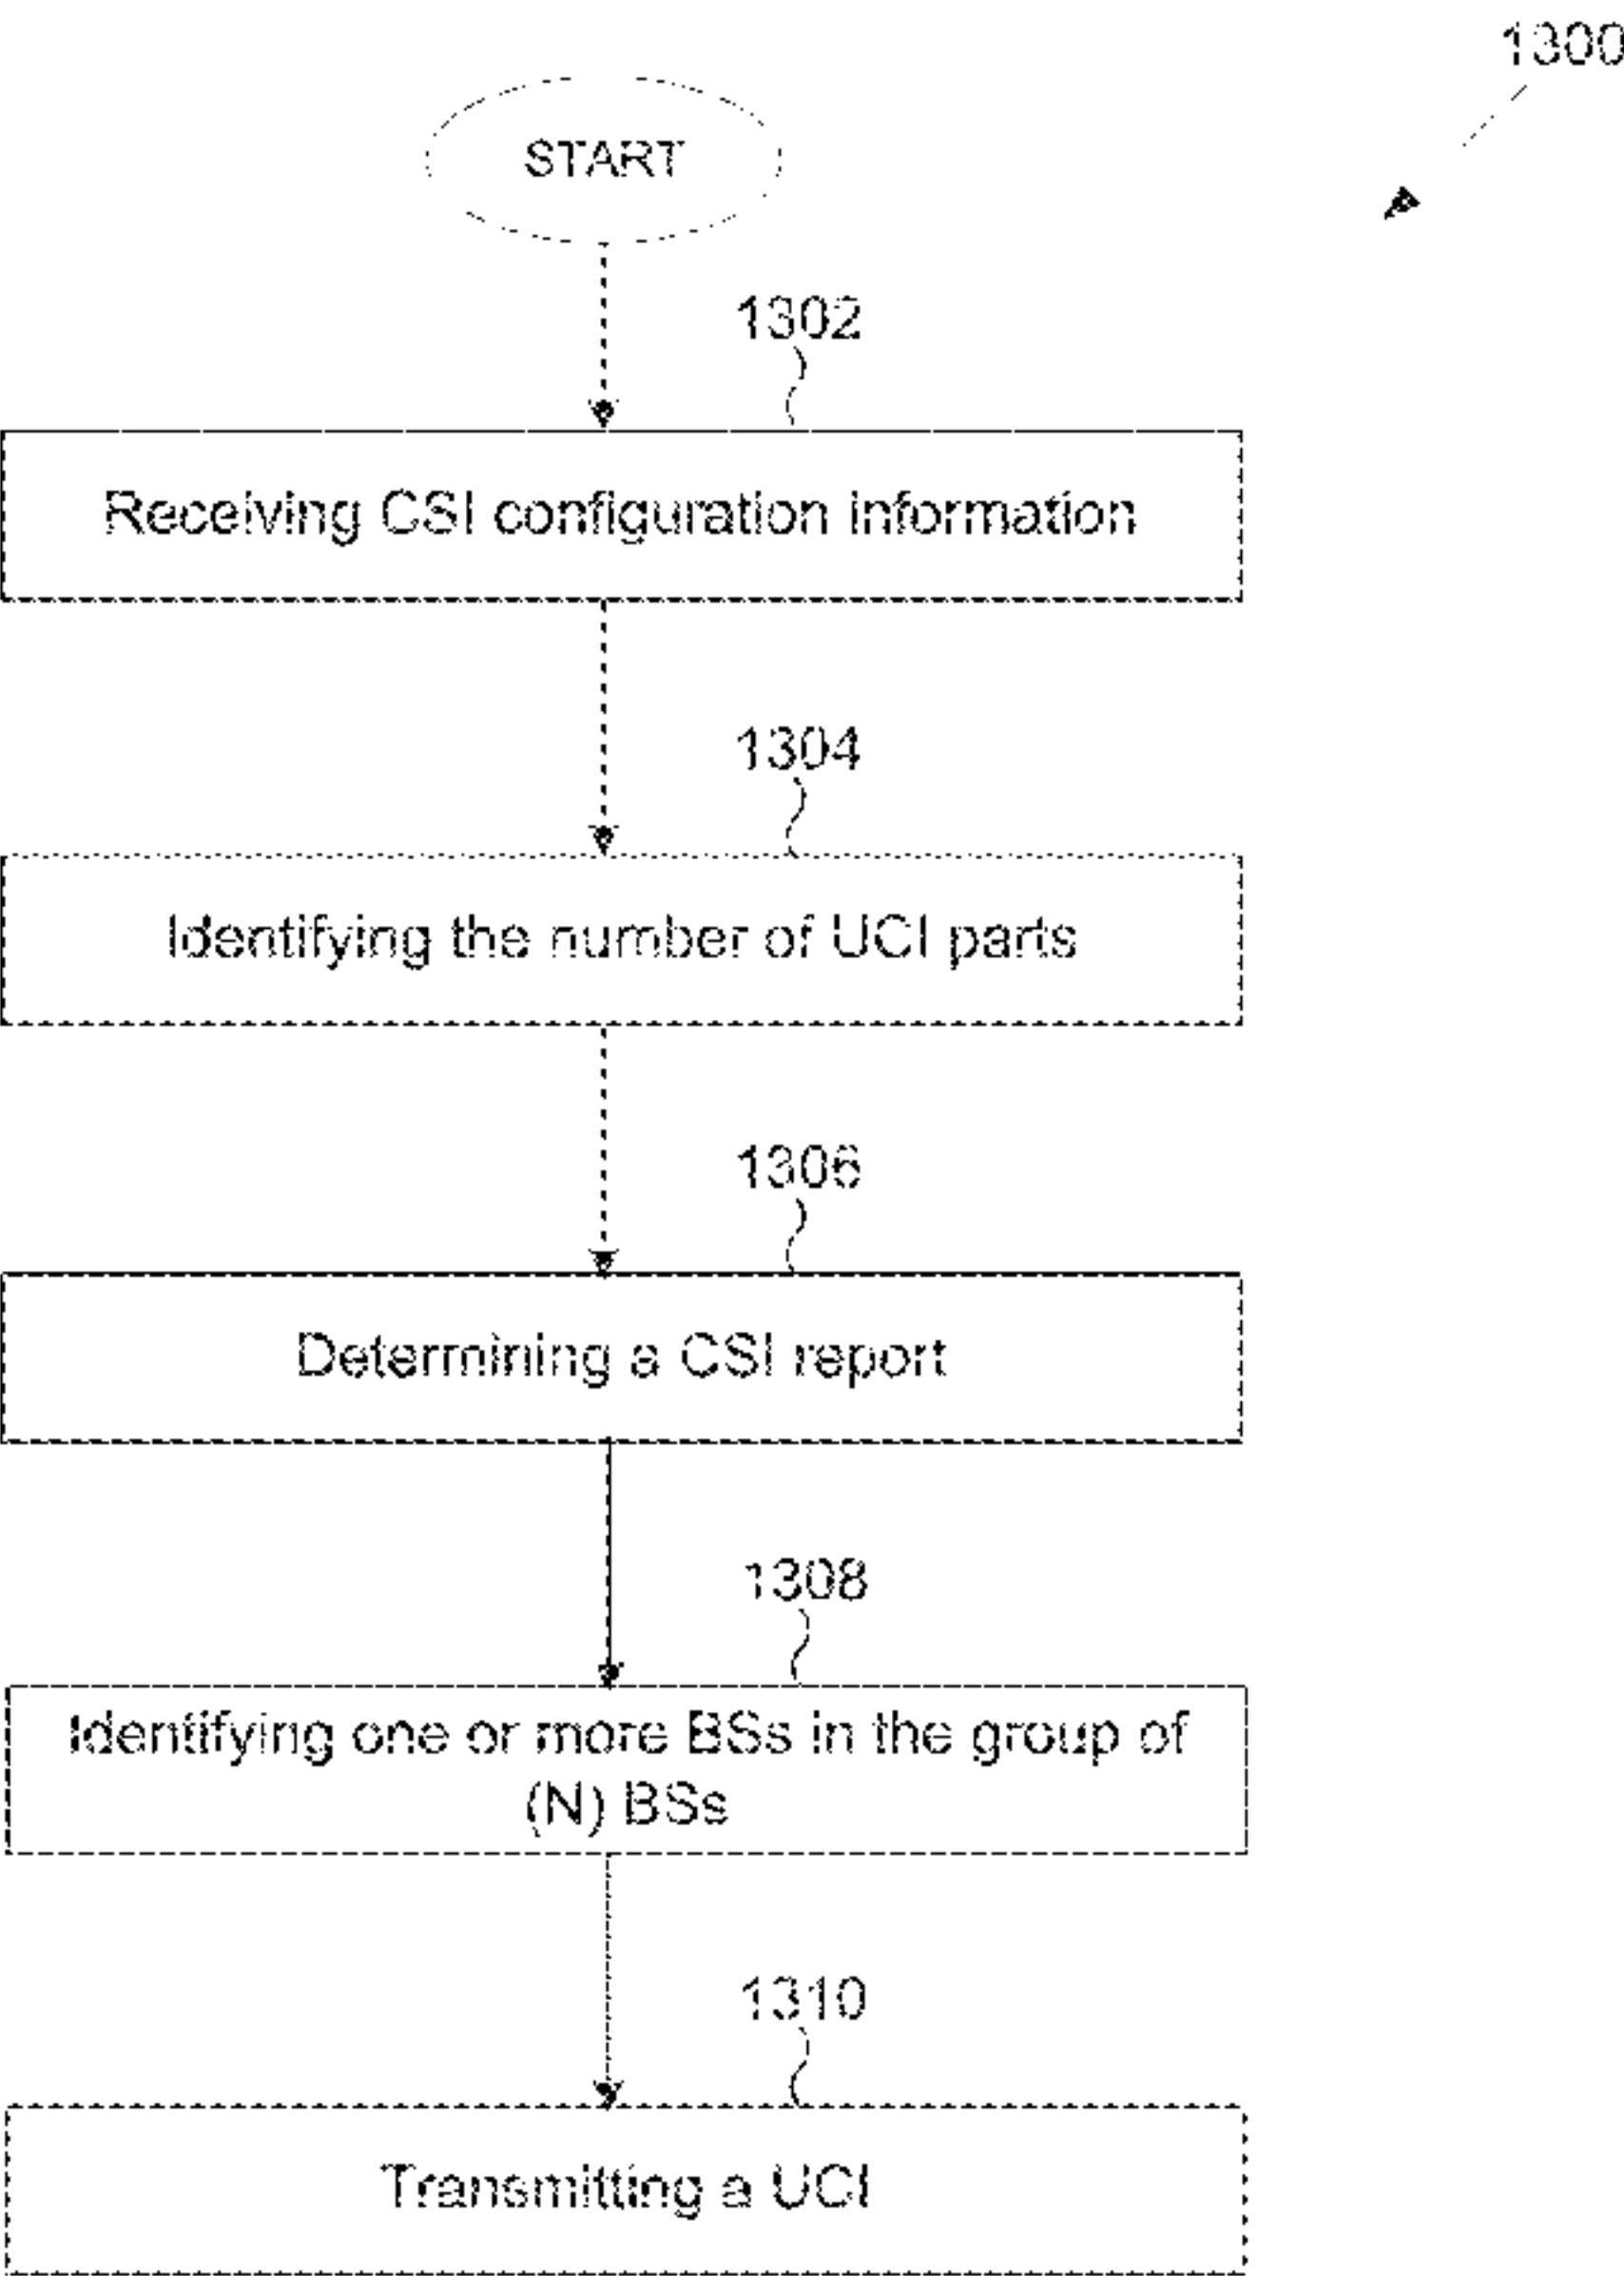 1300
START
1302
Receiving CSI configuration information
1304
Identifying the number of UCI parts
1306
Determining a CSI report
1308
Identifying one or more BSs in the group of
(N) BSs
1310
Transmitting a UCI